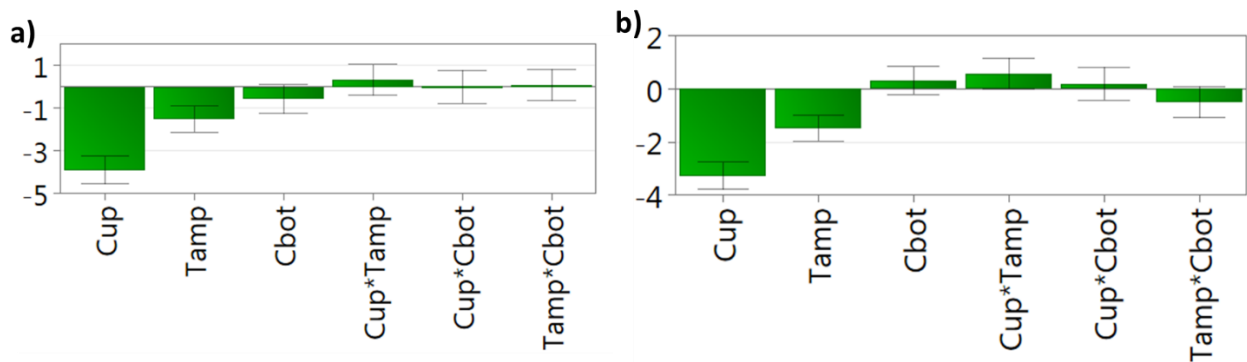 a)
1
-1
-3
-5
Cup
Tamp
Cbot
Cup*Tamp
Cup*Cbot
Tamp*Cbot
b)
2
0
-2
-4
Cup
Tamp
Cbot
Cup*Tamp
Cup*Cbot
Tamp*Cbot